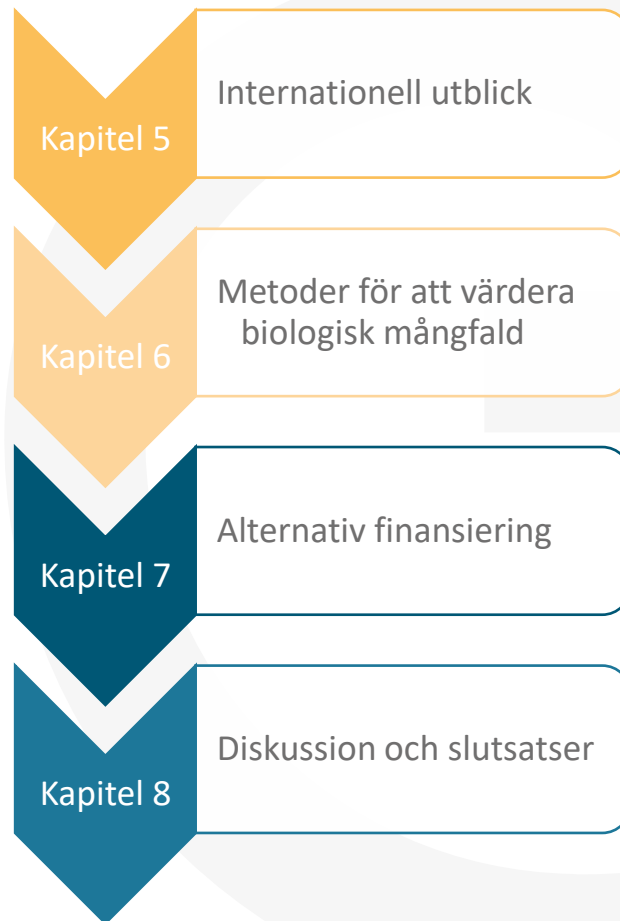 Kapitel 5
Internationell utblick
Kapitel 6
Metoder för att värdera
biologisk mångfald
Kapitel 7
Alternativ finansiering
Kapitel 8
Diskussion och slutsatser